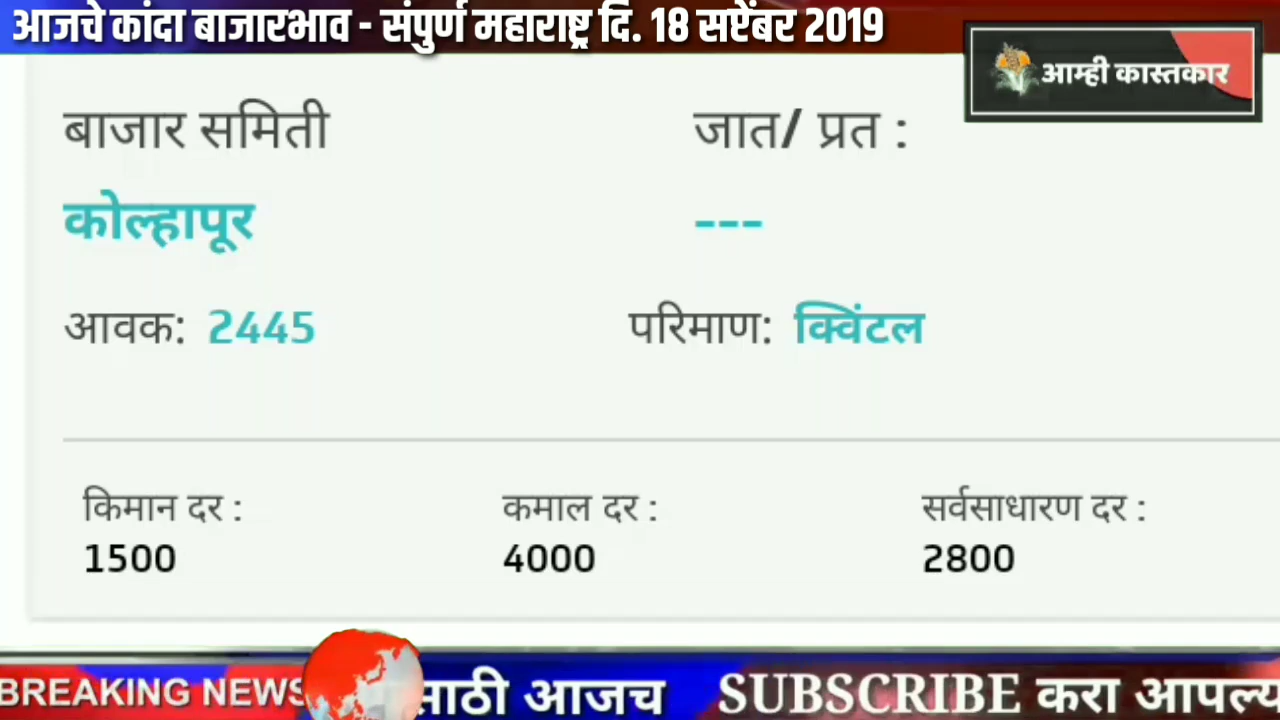 आजचे कांदा बाजारभाव - संपुर्ण महाराष्ट्र दि. 18 सप्टेंबर 2019
आम्ही कास्तकार
बाजार समिती जात/ प्रत :
कोल्हापूर ---
आवक: 2445 परिमाण: क्विंटल
किमान दर : कमाल दर : सर्वसाधारण दर :
1500 4000 2800
BREAKING NEWS साठी आजच SUBSCRIBE करा